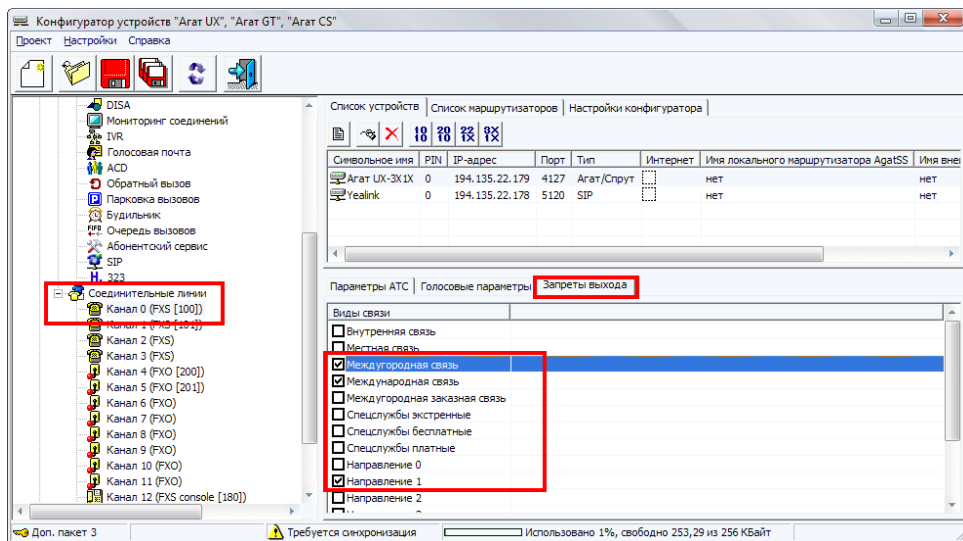 Конфигуратор устройств "Агат UX", "Агат GT", "Агат CS"
Проект Настройки Справка
DISA
Мониторинг соединений
IVR
Голосовая почта
ACD
Обратный вызов
Парковка вызовов
Будильник
Очередь вызовов
Абонентский сервис
SIP
H. 323
Соединительные линии
Канал 0 (FXS [100])
Канал 1 (FXS [101])
Канал 2 (FXS)
Канал 3 (FXS)
Канал 4 (FXO [200])
Канал 5 (FXO [201])
Канал 6 (FXO)
Канал 7 (FXO)
Канал 8 (FXO)
Канал 9 (FXO)
Канал 10 (FXO)
Канал 11 (FXO)
Канал 12 (FXS console [180])
Список устройств Список маршрутизаторов Настройки конфигуратора
Символьное имя PIN IP-адрес Порт Тип Интернет Имя локального маршрутизатора AgatSS Имя вне
Агат UX-3X1X 0 194.135.22.179 4127 Агат/Спрут нет нет
Yealink 0 194.135.22.178 5120 SIP нет нет
Параметры АТС Голосовые параметры Запреты выхода
Виды связи
Внутренняя связь
Местная связь
Междугородная связь
Международная связь
Междугородная заказная связь
Спецслужбы экстренные
Спецслужбы бесплатные
Спецслужбы платные
Направление 0
Направление 1
Направление 2
Доп. пакет 3 Требуется синхронизация Использовано 1%, свободно 253,29 из 256 КБайт